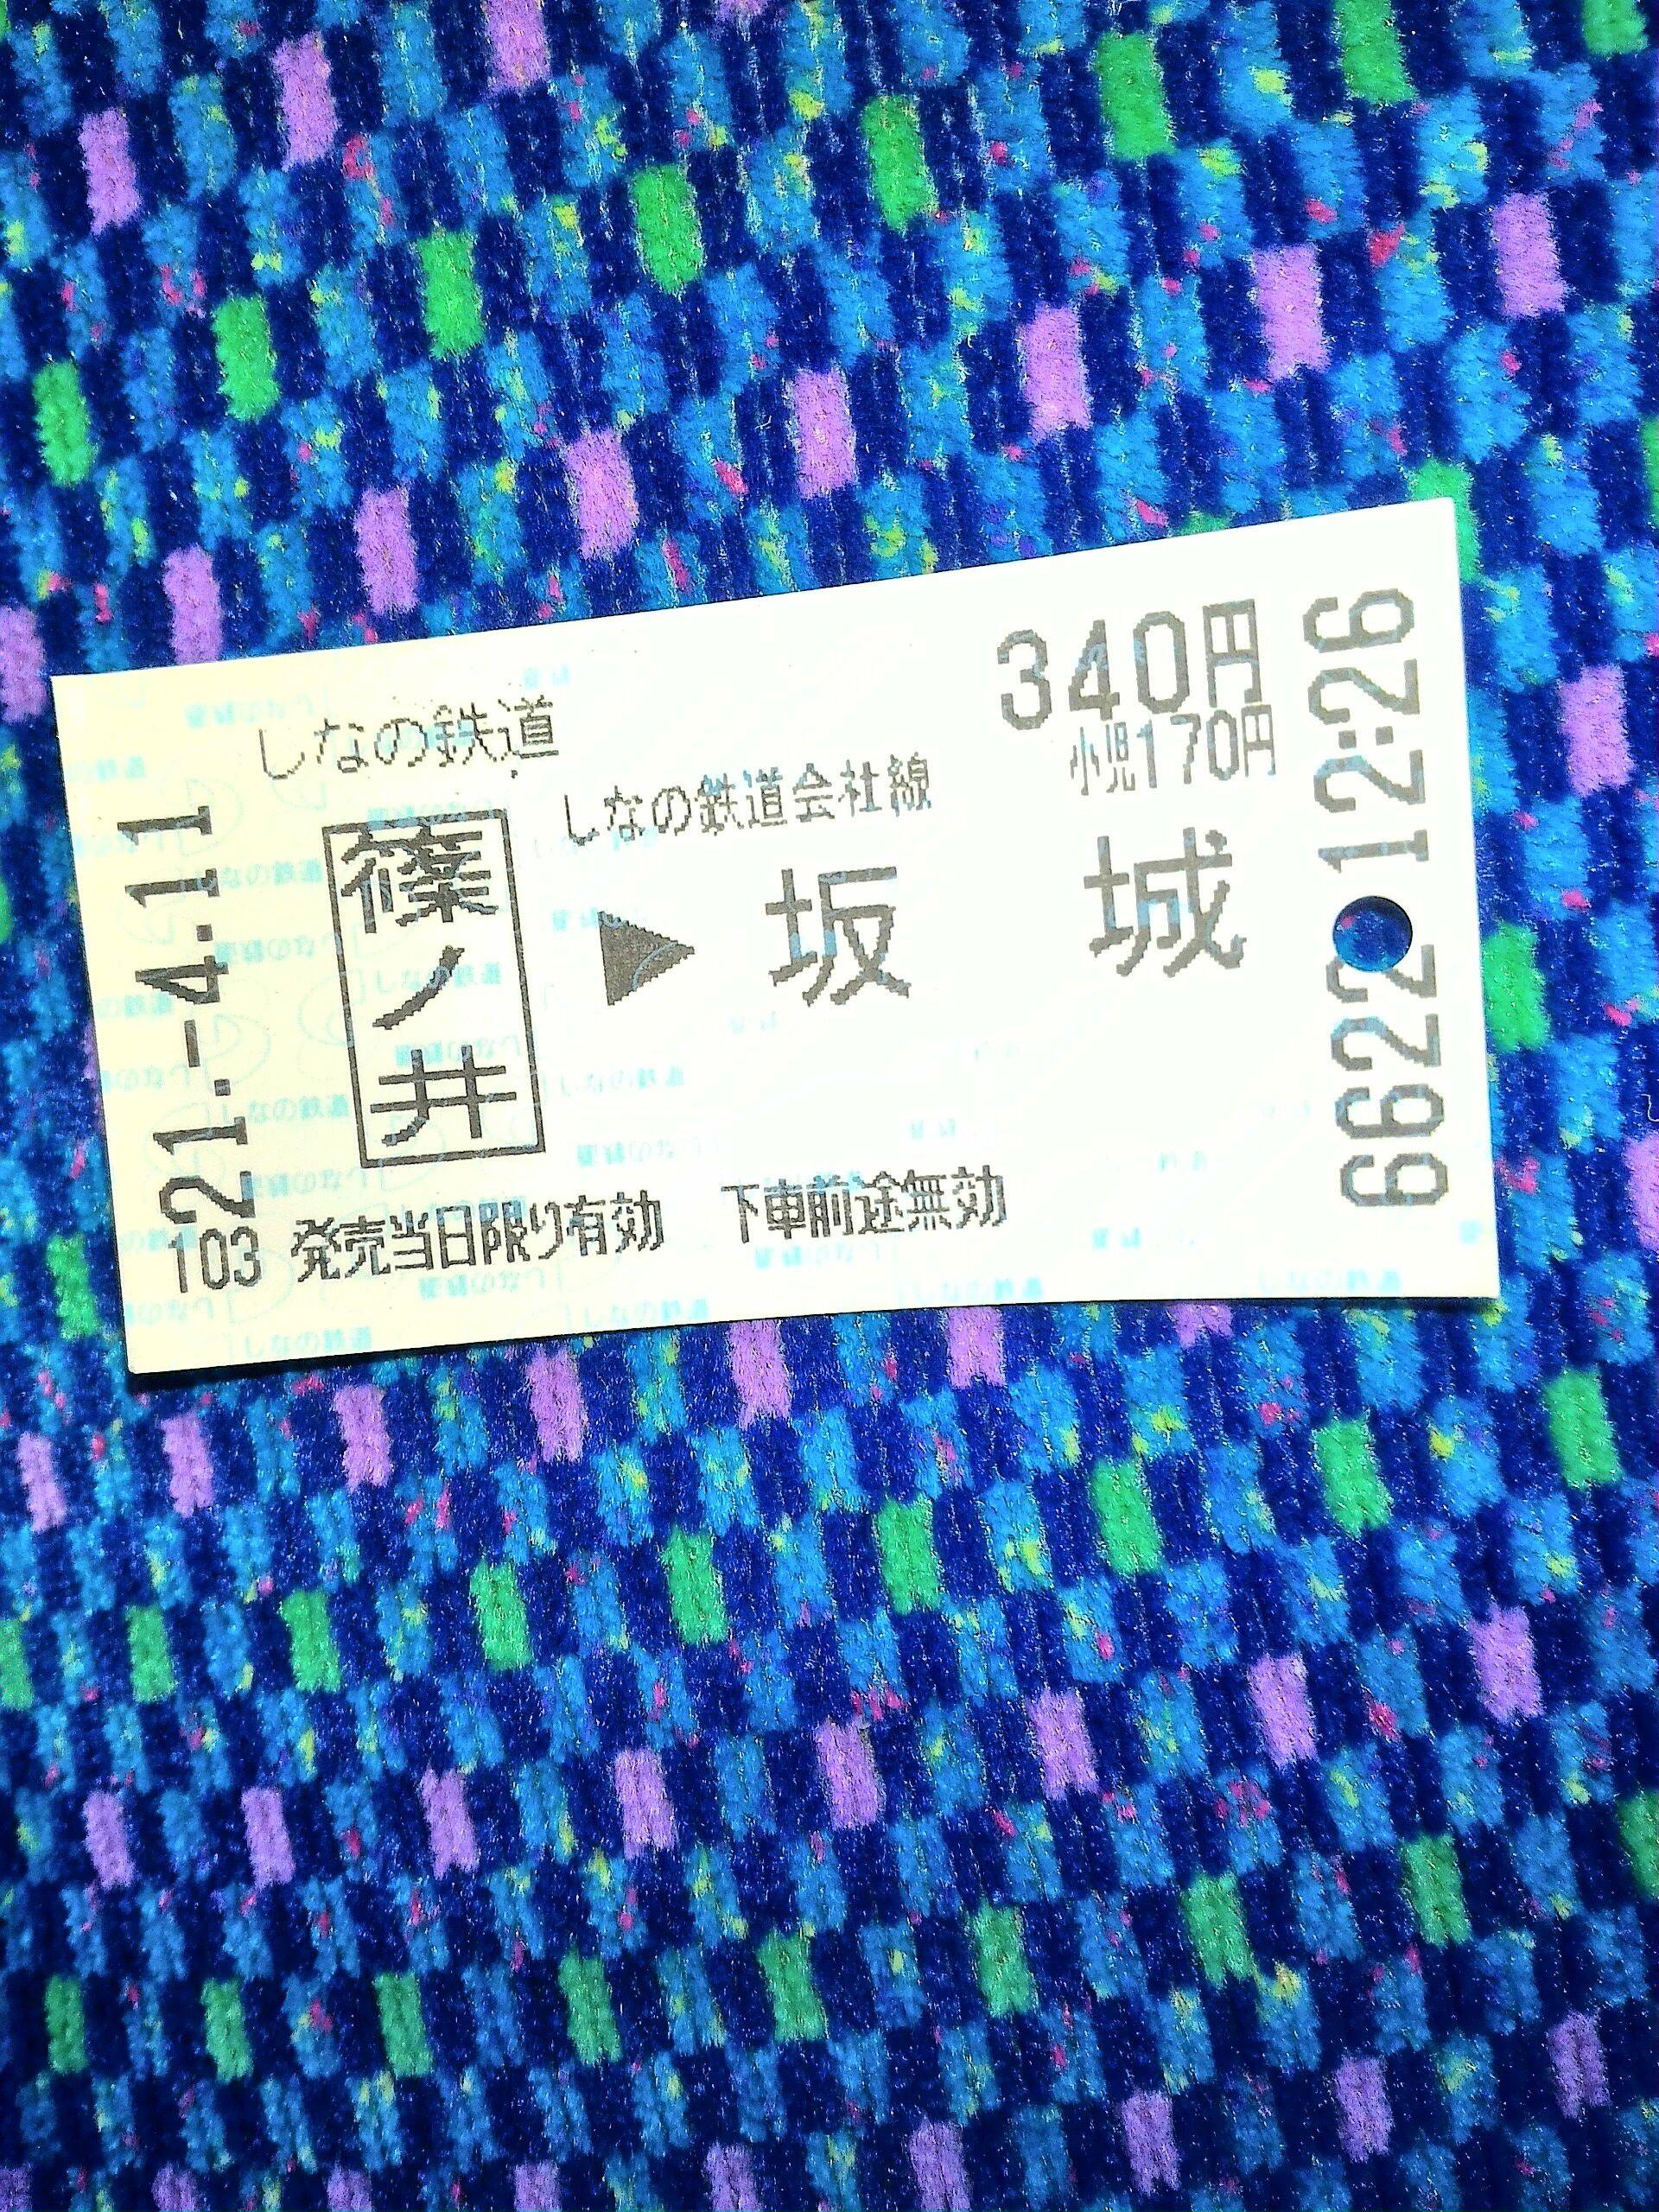 しなの鉄道
340円
小児170円
しなの鉄道会社線
篠ノ井
▶
坂城
発売当日限り有効 下車前途無効
21.-4.11
103
12:26
6622